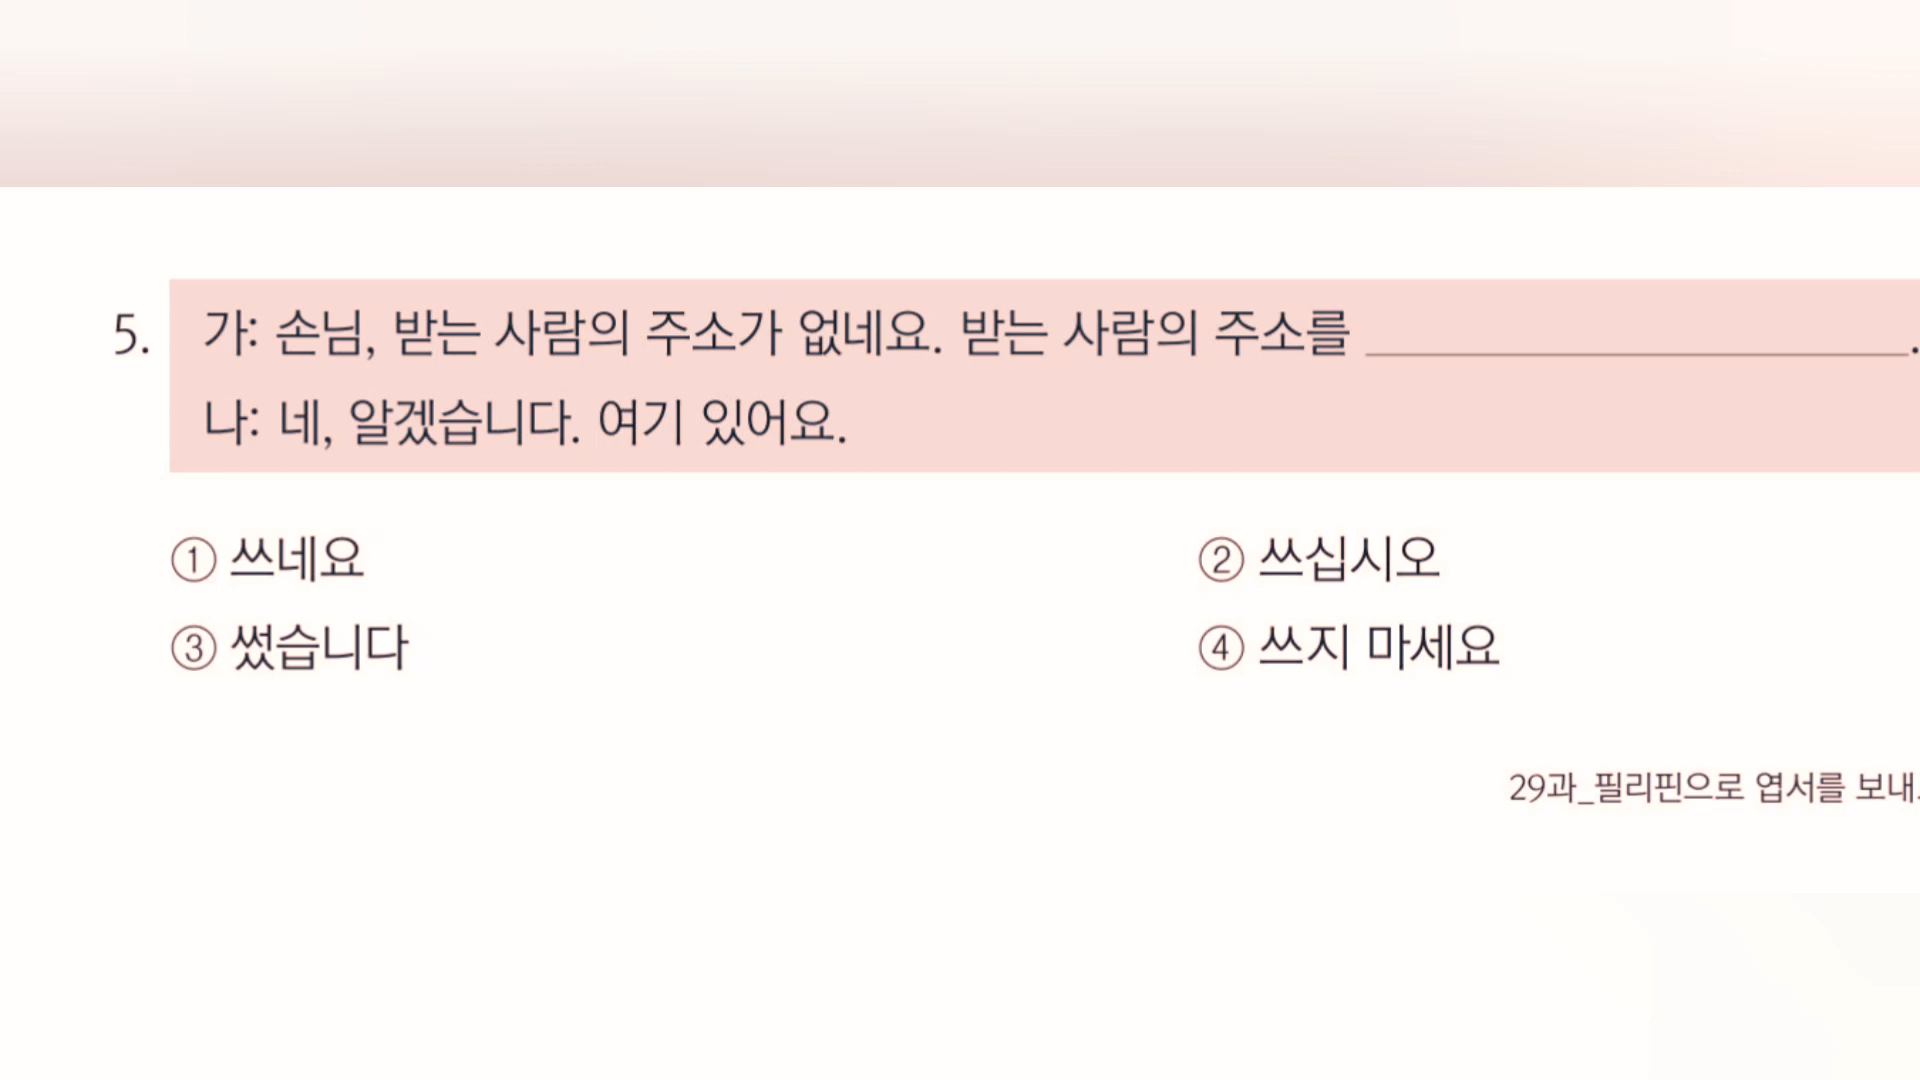 5. 가: 손님, 받는 사람의 주소가 없네요. 받는 사람의 주소를 ____________________.
나: 네, 알겠습니다. 여기 있어요.
① 쓰네요 ② 쓰십시오
③ 썼습니다 ④ 쓰지 마세요
29과_필리핀으로 엽서를 보내